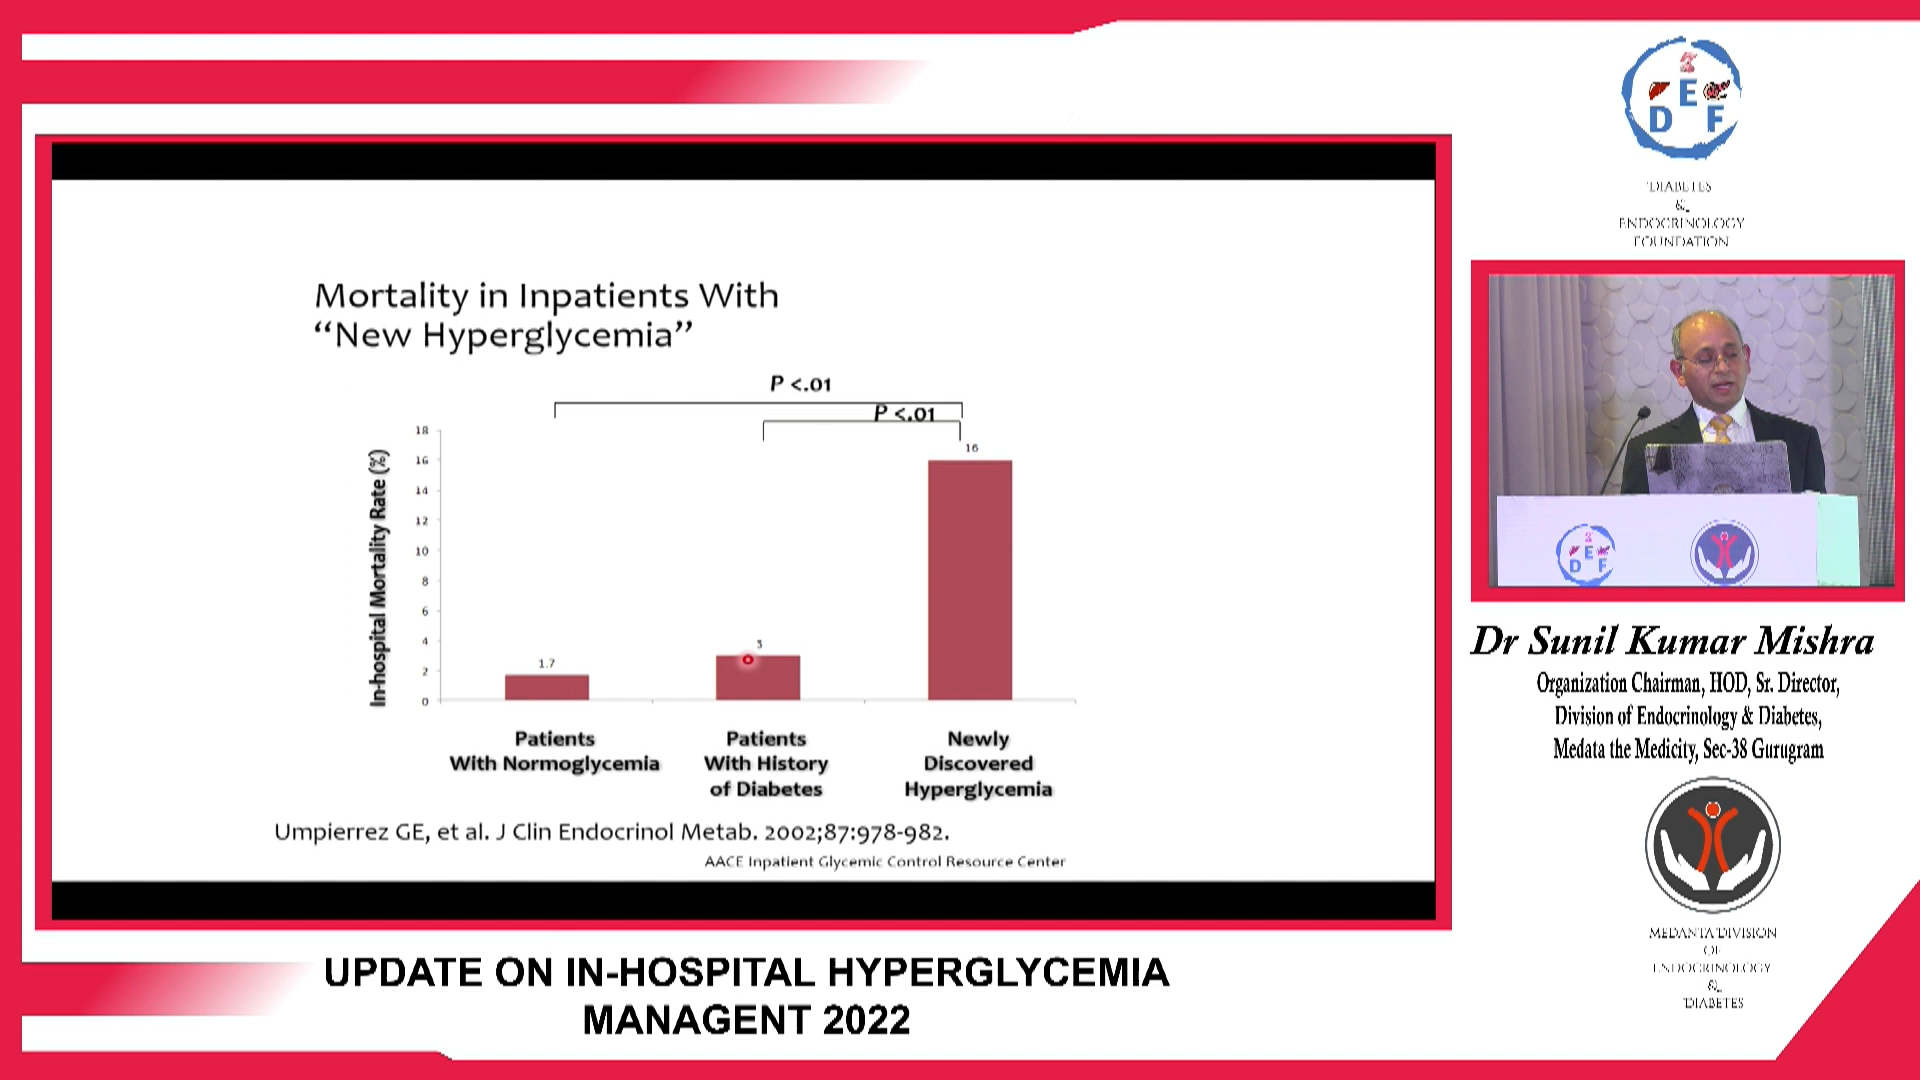 Mortality in Inpatients With
“New Hyperglycemia”
P <.01
P <.01
In-hospital Mortality Rate (%)
18
16
14
12
10
8
6
4
2
0
1.7
3
16
Patients
With Normoglycemia
Patients
With History
of Diabetes
Newly
Discovered
Hyperglycemia
Umpierrez GE, et al. J Clin Endocrinol Metab. 2002;87:978-982.
AACE Inpatient Glycemic Control Resource Center
UPDATE ON IN-HOSPITAL HYPERGLYCEMIA
MANAGENT 2022
D E F
DIABETES
&
ENDOCRINOLOGY
FOUNDATION
D E F
Dr Sunil Kumar Mishra
Organization Chairman, HOD, Sr. Director,
Division of Endocrinology & Diabetes,
Medata the Medicity, Sec-38 Gurugram
MEDANTA DIVISION
OF
ENDOCRINOLOGY
&
DIABETES